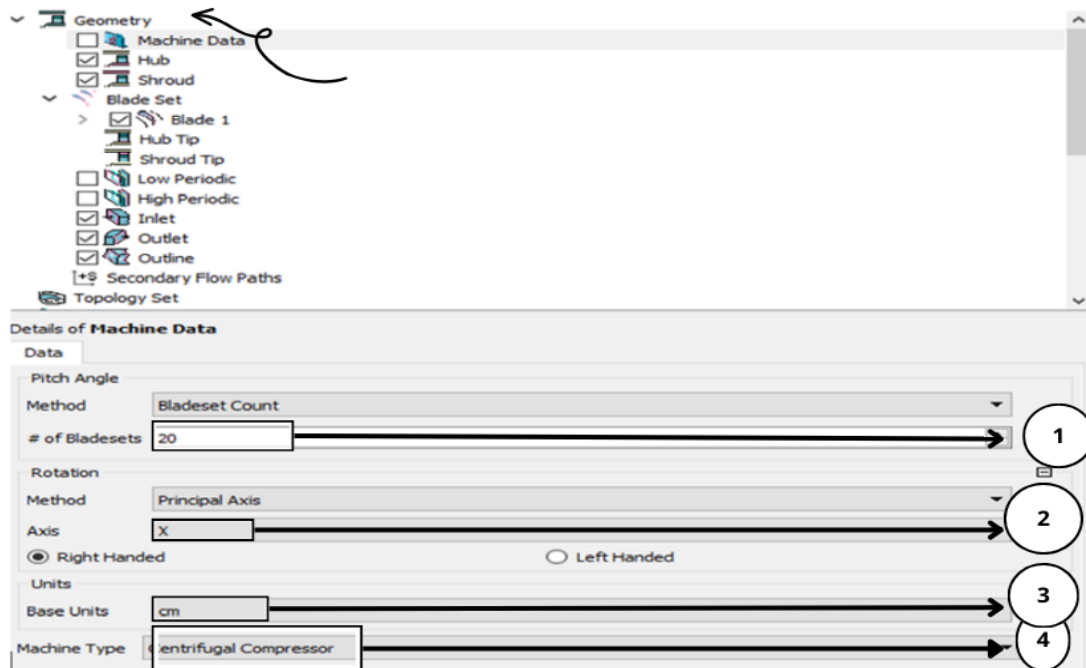 Geometry
Machine Data
Hub
Shroud
Blade Set
Blade 1
Hub Tip
Shroud Tip
Low Periodic
High Periodic
Inlet
Outlet
Outline
Secondary Flow Paths
Topology Set
Details of Machine Data
Data
Pitch Angle
Method Bladeset Count
# of Bladesets 20 1
Rotation
Method Principal Axis
Axis X 2
Right Handed Left Handed
Units
Base Units cm 3
Machine Type Centrifugal Compressor 4